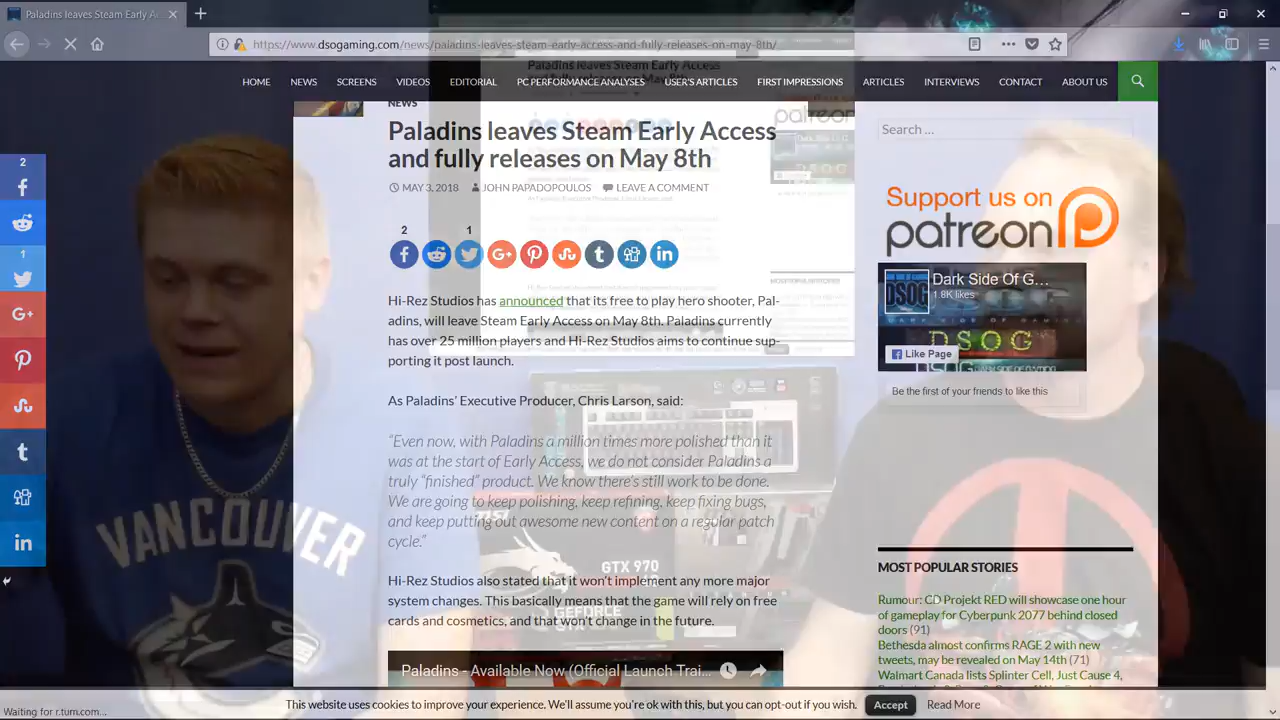 Paladins leaves Steam Early Ac
https://www.dsogaming.com/news/paladins-leaves-steam-early-access-and-fully-releases-on-may-8th/
HOME NEWS SCREENS VIDEOS EDITORIAL PC PERFORMANCE ANALYSES USER'S ARTICLES FIRST IMPRESSIONS ARTICLES INTERVIEWS CONTACT ABOUT US
NEWS
Paladins leaves Steam Early Access
and fully releases on May 8th
MAY 3, 2018 JOHN PAPADOPOULOS LEAVE A COMMENT
2 1
Hi-Rez Studios has announced that its free to play hero shooter, Pal-
adins, will leave Steam Early Access on May 8th. Paladins currently
has over 25 million players and Hi-Rez Studios aims to continue sup-
porting it post launch.
As Paladins' Executive Producer, Chris Larson, said:
“Even now, with Paladins a million times more polished than it
was at the start of Early Access, we do not consider Paladins a
truly “finished” product. We know there's still work to be done.
We are going to keep polishing, keep refining, keep fixing bugs,
and keep putting out awesome new content on a regular patch
cycle.”
Hi-Rez Studios also stated that it won't implement any more major
system changes. This basically means that the game will rely on free
cards and cosmetics, and that won't change in the future.
Paladins - Available Now (Official Launch Trai...
Search ...
Support us on
patreon
Dark Side Of G...
1.8K likes
DSOG
Like Page
Be the first of your friends to like this
MOST POPULAR STORIES
Rumour: CD Projekt RED will showcase one hour
of gameplay for Cyberpunk 2077 behind closed
doors (91)
Bethesda almost confirms RAGE 2 with new
tweets, may be revealed on May 14th (71)
Walmart Canada lists Splinter Cell, Just Cause 4,
2
1
VANCOUVER
GTX 970
GEFORCE
This website uses cookies to improve your experience. We'll assume you're ok with this, but you can opt-out if you wish. Accept Read More
Waiting for r.turn.com...